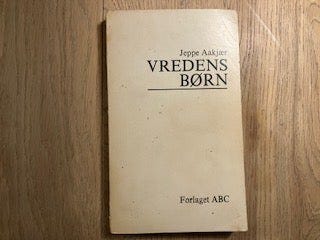 Jeppe Aakjær
VREDENS
BØRN
Forlaget ABC